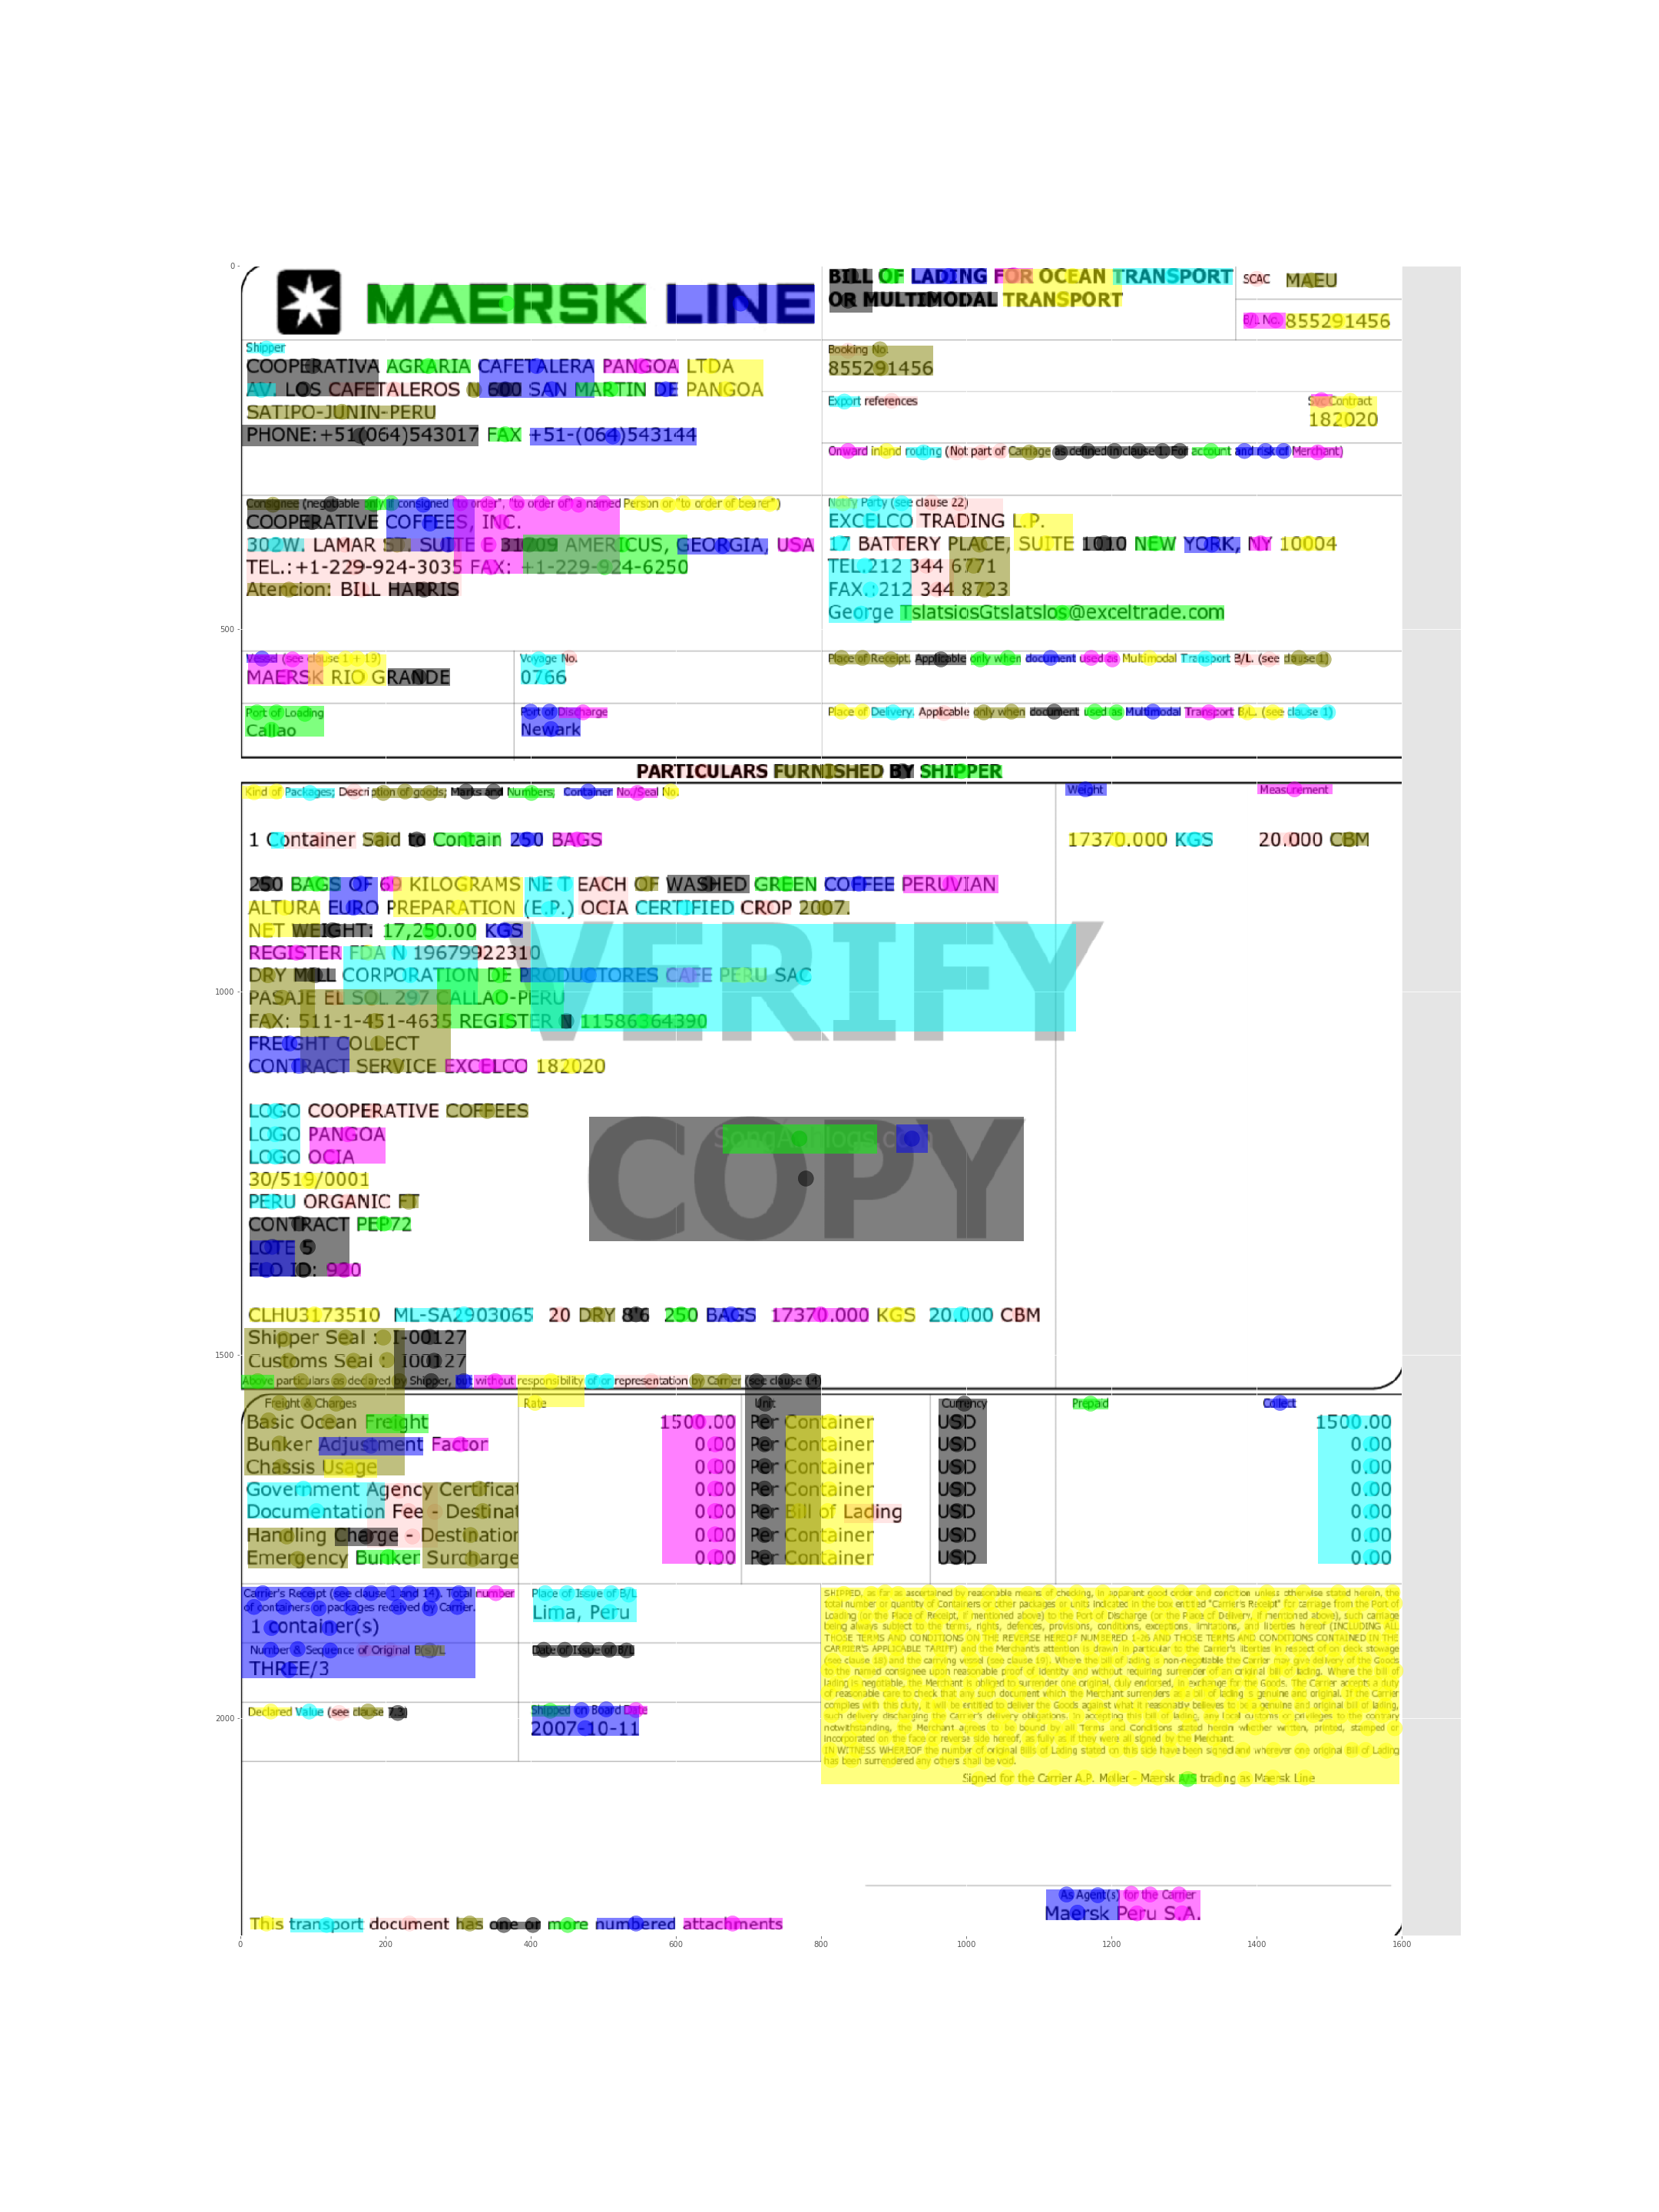 MAERSK LINE
BILL OF LADING FOR OCEAN TRANSPORT
OR MULTIMODAL TRANSPORT
SCAC MAEU
B/L No. 855291456
Shipper
COOPERATIVA AGRARIA CAFETALERA PANGOA LTDA
AV. LOS CAFETALEROS N 600 SAN MARTIN DE PANGOA
SATIPO-JUNIN-PERU
PHONE:+51(064)543017 FAX +51-(064)543144
Booking No.
855291456
Export references
Svc Contract
182020
Onward inland routing (Not part of Carriage as defined in clause 1. For account and risk of Merchant)
Consignee (negotiable only if consigned "to order", "to order of" a named Person or "to order of bearer")
COOPERATIVE COFFEES, INC.
302W. LAMAR ST. SUITE E 31709 AMERICUS, GEORGIA, USA
TEL.:+1-229-924-3035 FAX: +1-229-924-6250
Atencion: BILL HARRIS
Notify Party (see clause 22)
EXCELCO TRADING L.P.
17 BATTERY PLACE, SUITE 1010 NEW YORK, NY 10004
TEL.212 344 6771
FAX.:212 344 8723
George TslatsiosGtslatslos@exceltrade.com
Vessel (see clause 1 + 19)
MAERSK RIO GRANDE
Voyage No.
0766
Place of Receipt. Applicable only when document used as Multimodal Transport B/L. (see clause 1)
Port of Loading
Callao
Port of Discharge
Newark
Place of Delivery. Applicable only when document used as Multimodal Transport B/L. (see clause 1)
PARTICULARS FURNISHED BY SHIPPER
Kind of Packages; Description of goods; Marks and Numbers; Container No./Seal No.
Weight
Measurement
1 Container Said to Contain 250 BAGS
17370.000 KGS
20.000 CBM
250 BAGS OF 69 KILOGRAMS NE T EACH OF WASHED GREEN COFFEE PERUVIAN
ALTURA EURO PREPARATION (E.P.) OCIA CERTIFIED CROP 2007.
NET WEIGHT: 17,250.00 KGS
REGISTER FDA N 19679922310
DRY MILL CORPORATION DE PRODUCTORES CAFE PERU SAC
PASAJE EL SOL 297 CALLAO-PERU
FAX: 511-1-451-4635 REGISTER N 11586364390
FREIGHT COLLECT
CONTRACT SERVICE EXCELCO 182020
VERIFY
LOGO COOPERATIVE COFFEES
LOGO PANGOA
LOGO OCIA
30/519/0001
PERU ORGANIC FT
CONTRACT PEP72
LOTE 5
FLO ID: 920
COPY
CLHU3173510 ML-SA2903065 20 DRY 8'6 250 BAGS 17370.000 KGS 20.000 CBM
Shipper Seal : I-00127
Customs Seal : I00127
Above particulars as declared by Shipper, but without responsibility of or representation by Carrier (see clause 14)
Freight & Charges Rate Unit Currency Prepaid Collect
Basic Ocean Freight 1500.00 Per Container USD 1500.00
Bunker Adjustment Factor 0.00 Per Container USD 0.00
Chassis Usage 0.00 Per Container USD 0.00
Government Agency Certificat 0.00 Per Container USD 0.00
Documentation Fee - Destinat 0.00 Per Bill of Lading USD 0.00
Handling Charge - Destination 0.00 Per Container USD 0.00
Emergency Bunker Surcharge 0.00 Per Container USD 0.00
Carrier's Receipt (see clause 1 and 14). Total number
of containers or packages received by Carrier.
1 container(s)
Place of Issue of B/L
Lima, Peru
Number & Sequence of Original B(s)/L
THREE/3
Date of Issue of B/L
Declared Value (see clause 7.3)
Shipped on Board Date
2007-10-11
SHIPPED, as far as ascertained by reasonable means of checking, in apparent good order and condition unless otherwise stated herein, the
total number or quantity of Containers or other packages or units indicated in the box entitled "Carrier's Receipt" for carriage from the Port of
Loading (or the Place of Receipt, if mentioned above) to the Port of Discharge (or the Place of Delivery, if mentioned above), such carriage
being always subject to the terms, rights, defences, provisions, conditions, exceptions, limitations, and liberties hereof (INCLUDING ALL
THOSE TERMS AND CONDITIONS ON THE REVERSE HEREOF NUMBERED 1-26 AND THOSE TERMS AND CONDITIONS CONTAINED IN THE
CARRIER'S APPLICABLE TARIFF) and the Merchant's attention is drawn in particular to the Carrier's liberties in respect of on deck stowage
(see clause 18) and the carrying vessel (see clause 19). Where the bill of lading is non-negotiable the Carrier may give delivery of the Goods
to the named consignee upon reasonable proof of identity and without requiring surrender of an original bill of lading. Where the bill of
lading is negotiable, the Merchant is obliged to surrender one original, duly endorsed, in exchange for the Goods. The Carrier accepts a duty
of reasonable care to check that any such document which the Merchant surrenders as a bill of lading is genuine and original. If the Carrier
complies with this duty, it will be entitled to deliver the Goods against what it reasonably believes to be a genuine and original bill of lading,
such delivery discharging the Carrier's delivery obligations. In accepting this bill of lading, any local customs or privileges to the contrary
notwithstanding, the Merchant agrees to be bound by all Terms and Conditions stated herein whether written, printed, stamped or
incorporated on the face or reverse side hereof, as fully as if they were all signed by the Merchant.
IN WITNESS WHEREOF the number of original Bills of Lading stated on this side have been signed and wherever one original Bill of Lading
has been surrendered any others shall be void.
Signed for the Carrier A.P. Møller - Mærsk A/S trading as Maersk Line
As Agent(s) for the Carrier
Maersk Peru S.A.
This transport document has one or more numbered attachments
0
500
1000
1500
2000
0 200 400 600 800 1000 1200 1400 1600